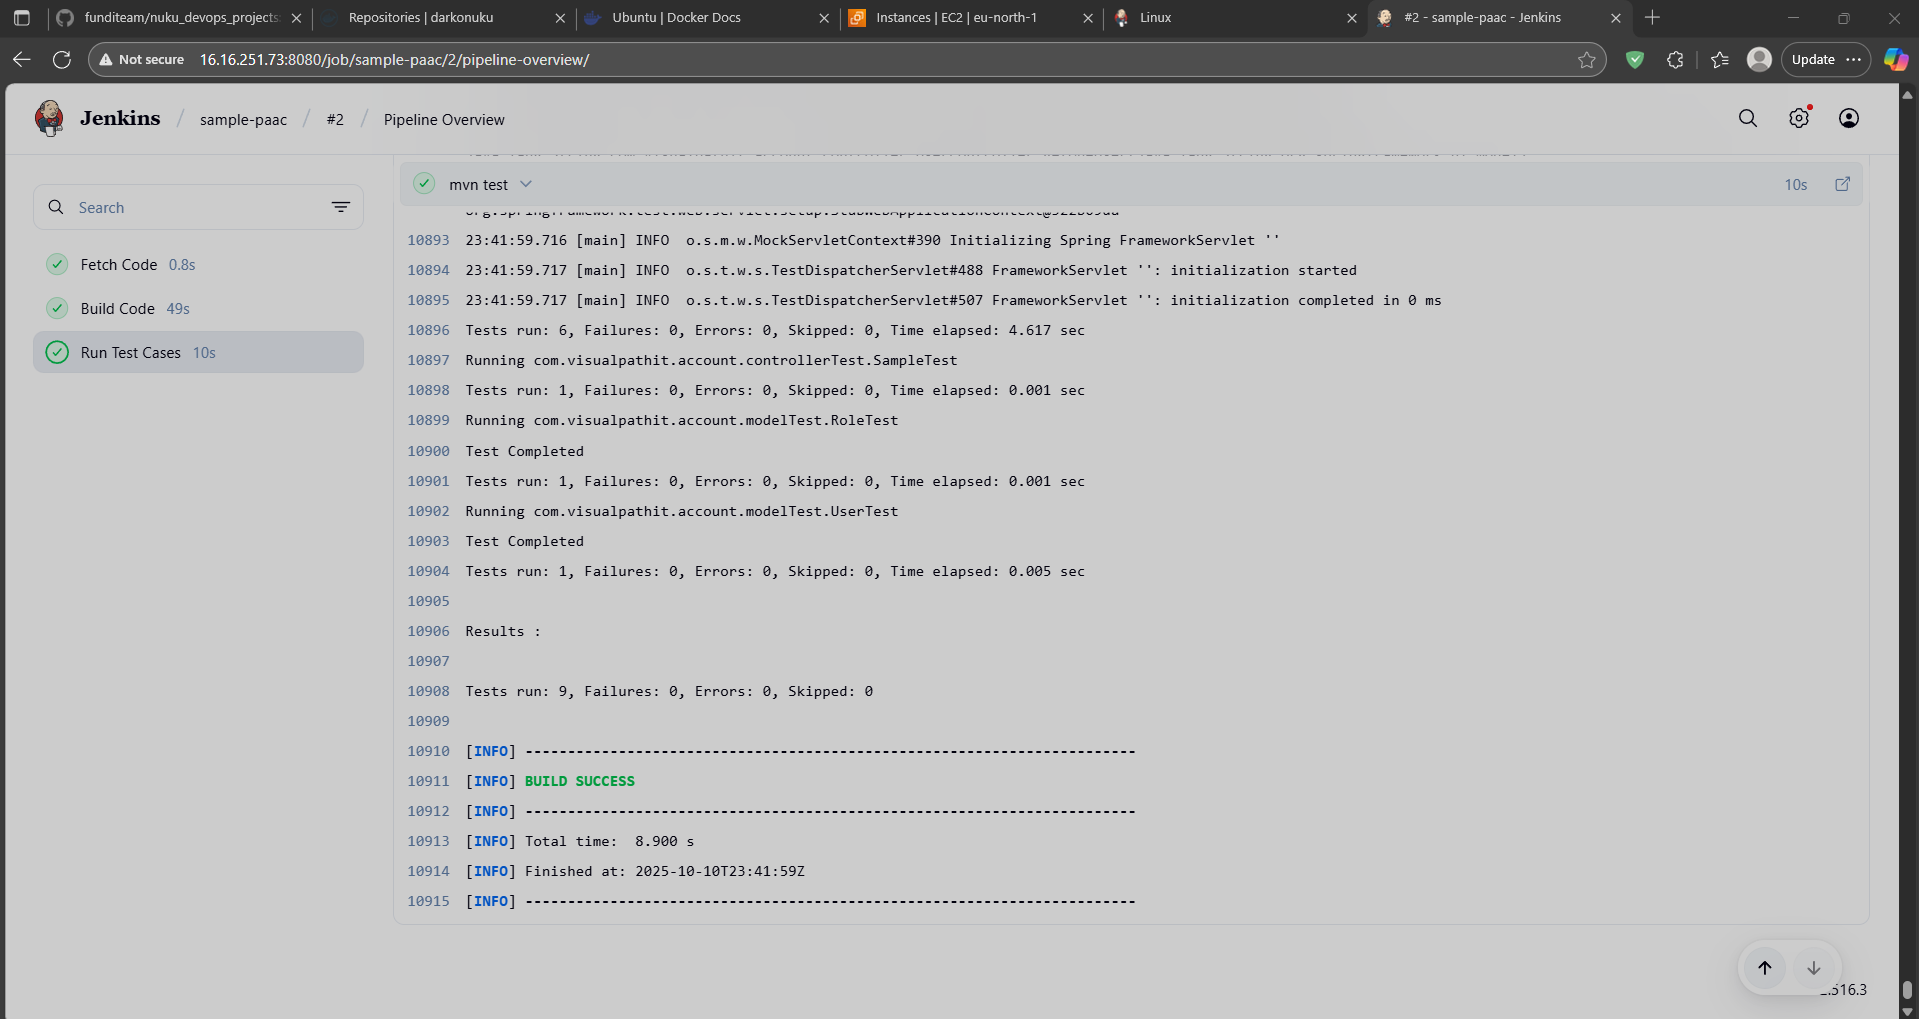 funditeam/nuku_devops_projects:
Repositories | darkonuku
Ubuntu | Docker Docs
Instances | EC2 | eu-north-1
Linux
#2 - sample-paac - Jenkins
Not secure
16.16.251.73:8080/job/sample-paac/2/pipeline-overview/
Update
Jenkins / sample-paac / #2 / Pipeline Overview
Search
Fetch Code 0.8s
Build Code 49s
Run Test Cases 10s
mvn test
10s
10893 23:41:59.716 [main] INFO  o.s.m.w.MockServletContext#390 Initializing Spring FrameworkServlet ''
10894 23:41:59.717 [main] INFO  o.s.t.w.s.TestDispatcherServlet#488 FrameworkServlet '': initialization started
10895 23:41:59.717 [main] INFO  o.s.t.w.s.TestDispatcherServlet#507 FrameworkServlet '': initialization completed in 0 ms
10896 Tests run: 6, Failures: 0, Errors: 0, Skipped: 0, Time elapsed: 4.617 sec
10897 Running com.visualpathit.account.controllerTest.SampleTest
10898 Tests run: 1, Failures: 0, Errors: 0, Skipped: 0, Time elapsed: 0.001 sec
10899 Running com.visualpathit.account.modelTest.RoleTest
10900 Test Completed
10901 Tests run: 1, Failures: 0, Errors: 0, Skipped: 0, Time elapsed: 0.001 sec
10902 Running com.visualpathit.account.modelTest.UserTest
10903 Test Completed
10904 Tests run: 1, Failures: 0, Errors: 0, Skipped: 0, Time elapsed: 0.005 sec
10905
10906 Results :
10907
10908 Tests run: 9, Failures: 0, Errors: 0, Skipped: 0
10909
10910 [INFO] ------------------------------------------------------------------------
10911 [INFO] BUILD SUCCESS
10912 [INFO] ------------------------------------------------------------------------
10913 [INFO] Total time:  8.900 s
10914 [INFO] Finished at: 2025-10-10T23:41:59Z
10915 [INFO] ------------------------------------------------------------------------
.516.3